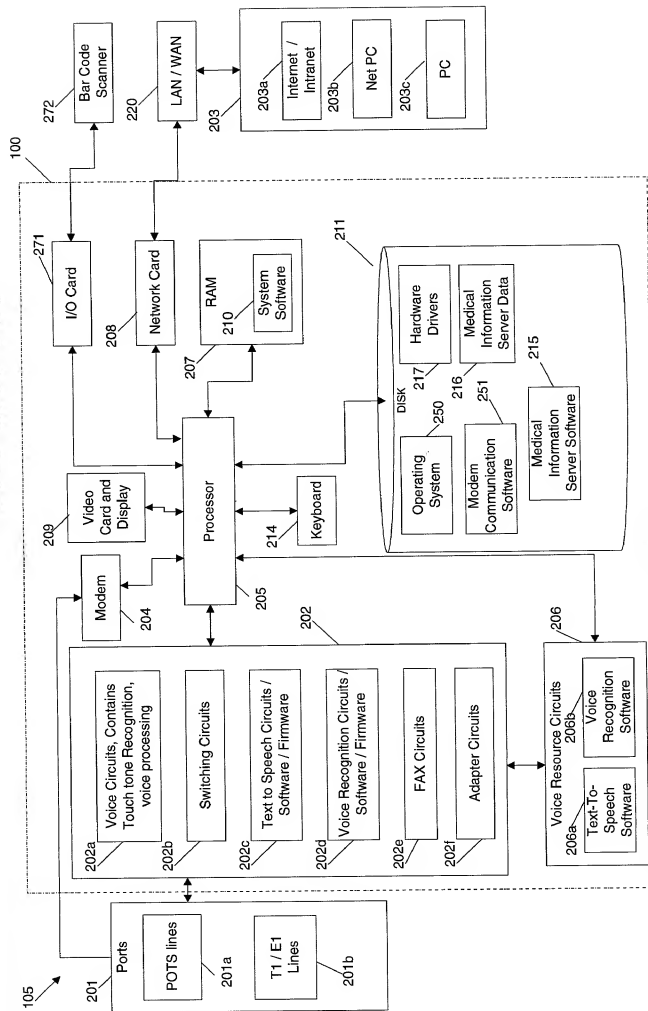 105
201
Ports
POTS lines
201a
T1 / E1
Lines
201b
100
202
202a
Voice Circuits, Contains
Touch tone Recognition,
voice processing
202b
Switching Circuits
202c
Text to Speech Circuits /
Software / Firmware
202d
Voice Recognition Circuits /
Software / Firmware
202e
FAX Circuits
202f
Adapter Circuits
206
Voice Resource Circuits
206a
Text-To-
Speech
Software
206b
Voice
Recognition
Software
Modem
204
209
Video
Card and
Display
Processor
205
214
Keyboard
271
I/O Card
208
Network Card
207
RAM
210
System
Software
211
DISK
250
Operating
System
Hardware
Drivers
217
251
Modem
Communication
Software
Medical
Information
Server Data
216
215
Medical Information
Server Software
272
Bar Code
Scanner
220
LAN / WAN
203
203a
Internet /
Intranet
203b
Net PC
203c
PC